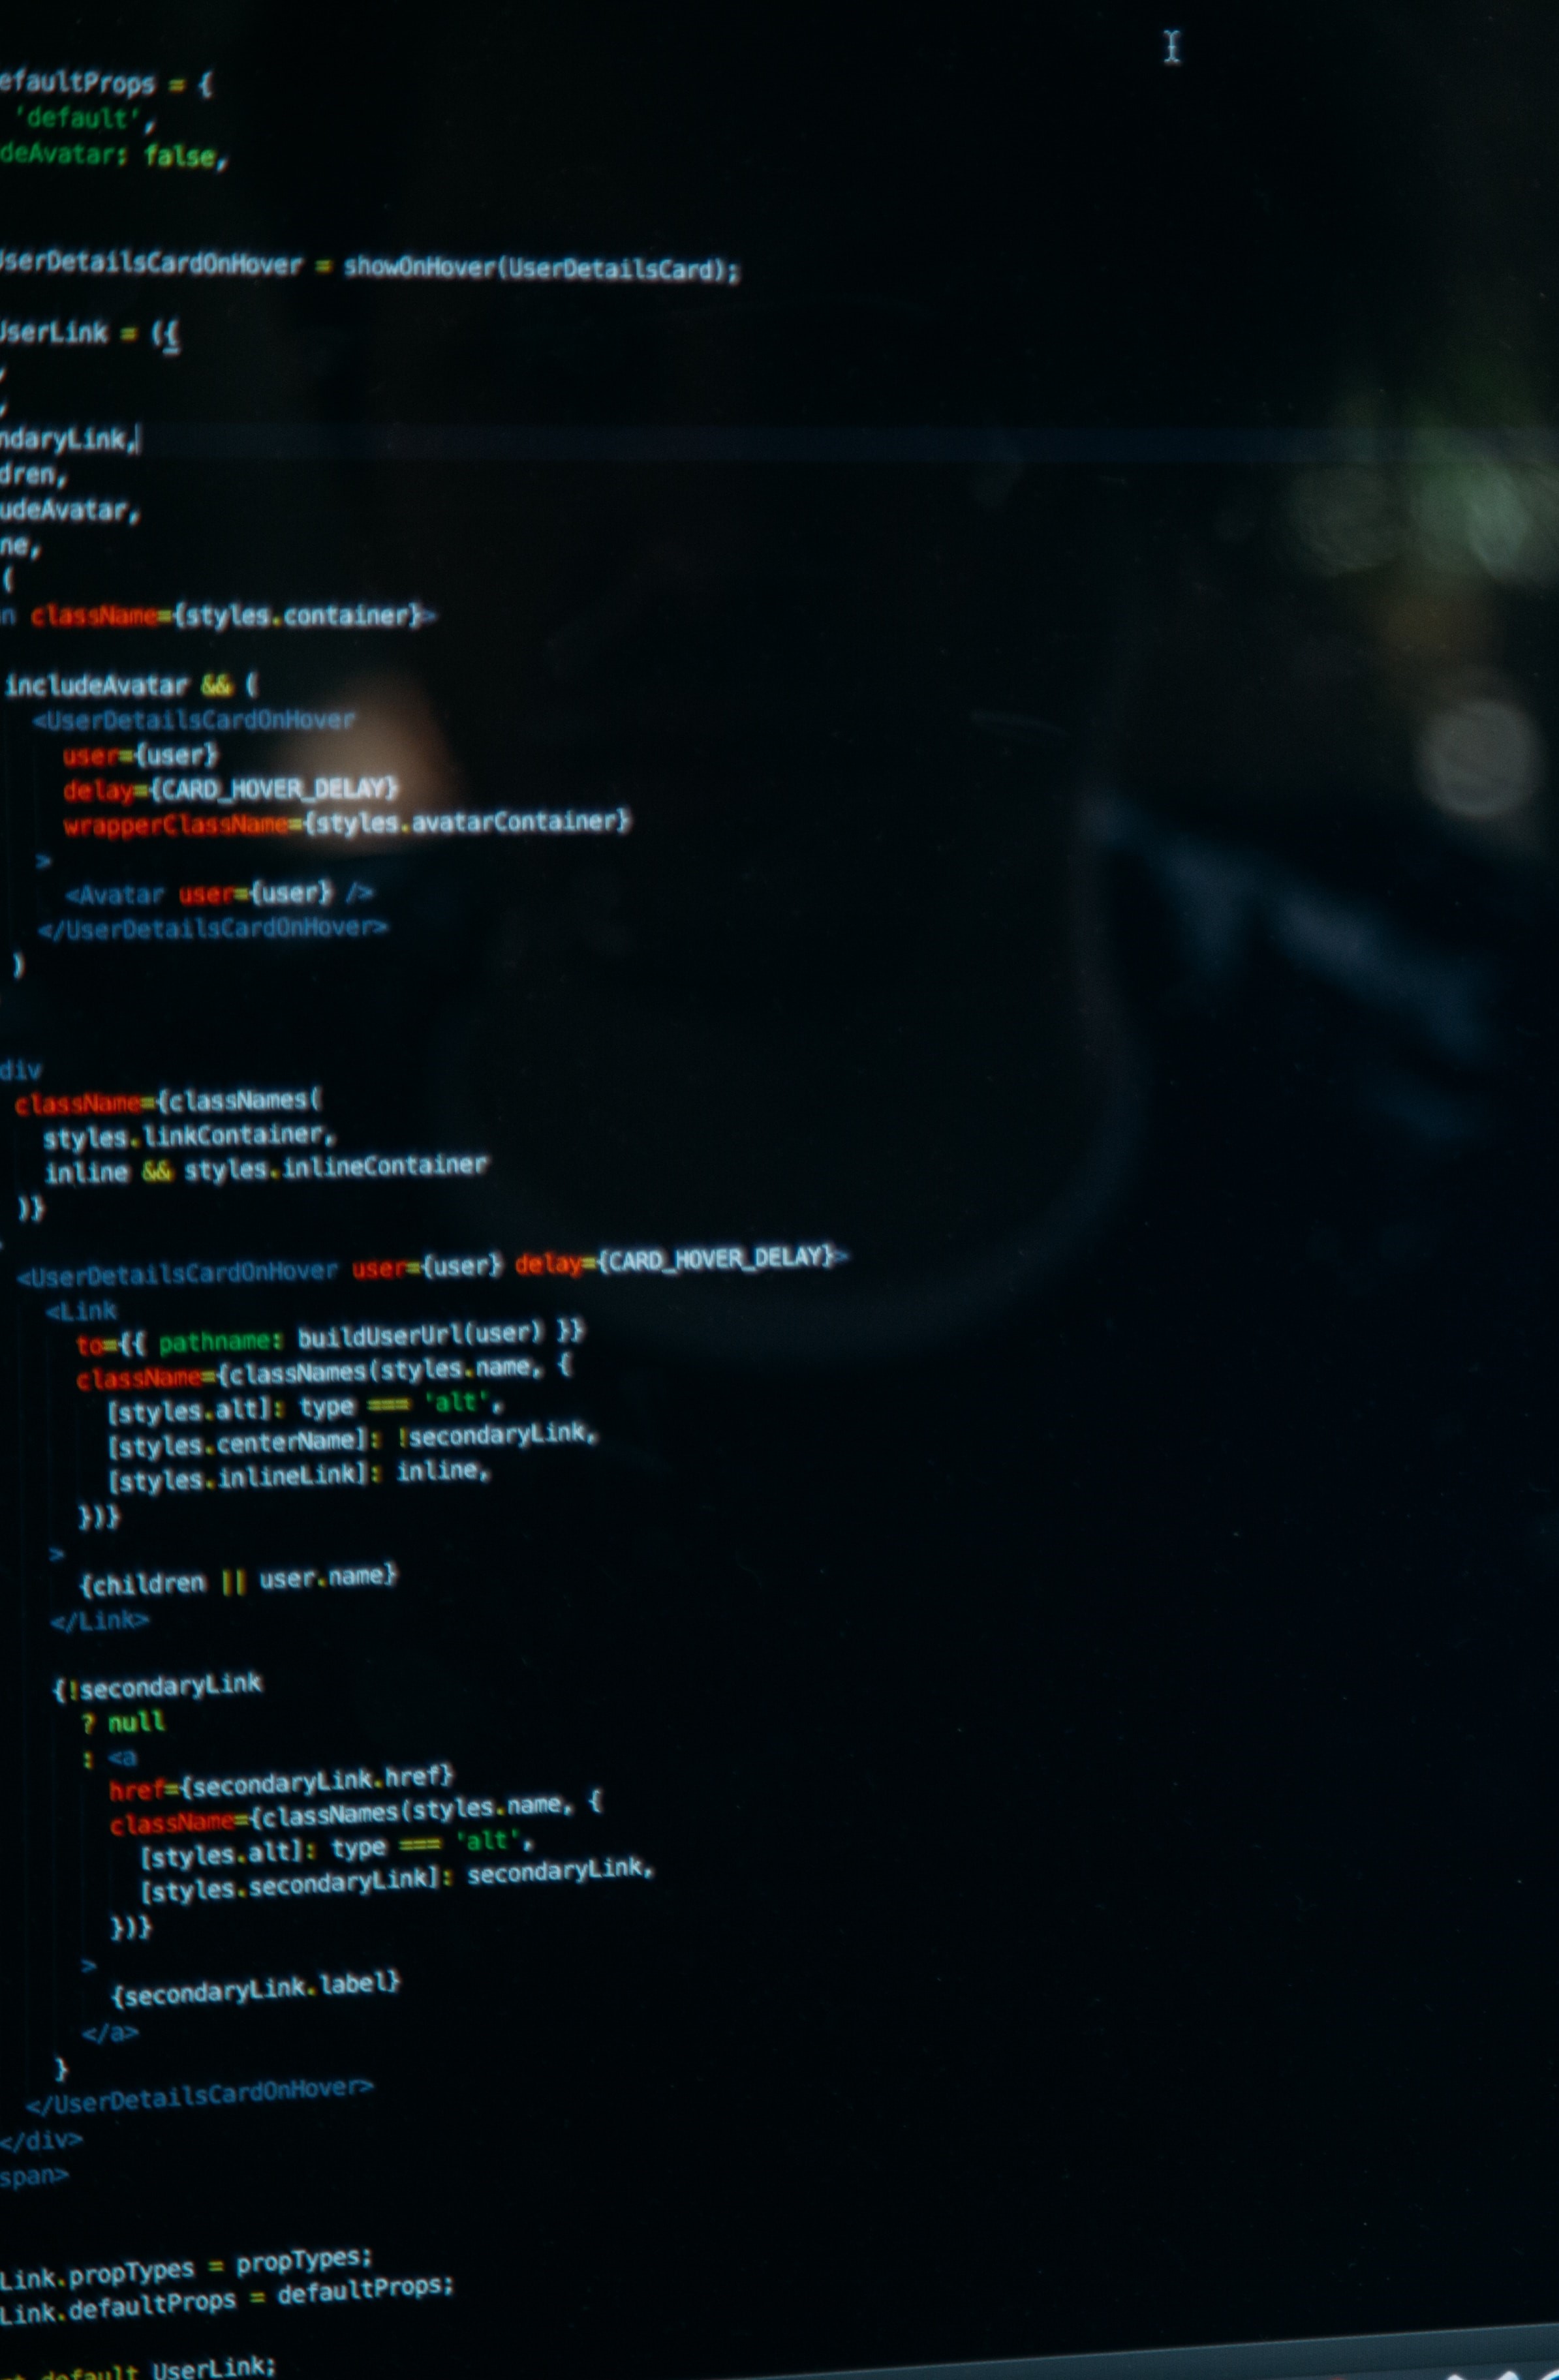 efaultProps = {
'default',
deAvatar: false,
UserDetailsCardOnHover = showOnHover(UserDetailsCard);
UserLink = ({
,
,
ndaryLink,
dren,
udeAvatar,
ne,
(
n className={styles.container}>
includeAvatar && (
<UserDetailsCardOnHover
user={user}
delay={CARD_HOVER_DELAY}
wrapperClassName={styles.avatarContainer}
>
<Avatar user={user} />
</UserDetailsCardOnHover>
)
div
className={classNames(
styles.linkContainer,
inline && styles.inlineContainer
)}
<UserDetailsCardOnHover user={user} delay={CARD_HOVER_DELAY}>
<Link
to={{ pathname: buildUserUrl(user) }}
className={classNames(styles.name, {
[styles.alt]: type === 'alt',
[styles.centerName]: !secondaryLink,
[styles.inlineLink]: inline,
})}
>
{children || user.name}
</Link>
{!secondaryLink
? null
: <a
href={secondaryLink.href}
className={classNames(styles.name, {
[styles.alt]: type === 'alt',
[styles.secondaryLink]: secondaryLink,
})}
>
{secondaryLink.label}
</a>
}
</UserDetailsCardOnHover>
</div>
span>
Link.propTypes = propTypes;
Link.defaultProps = defaultProps;
rt default UserLink;